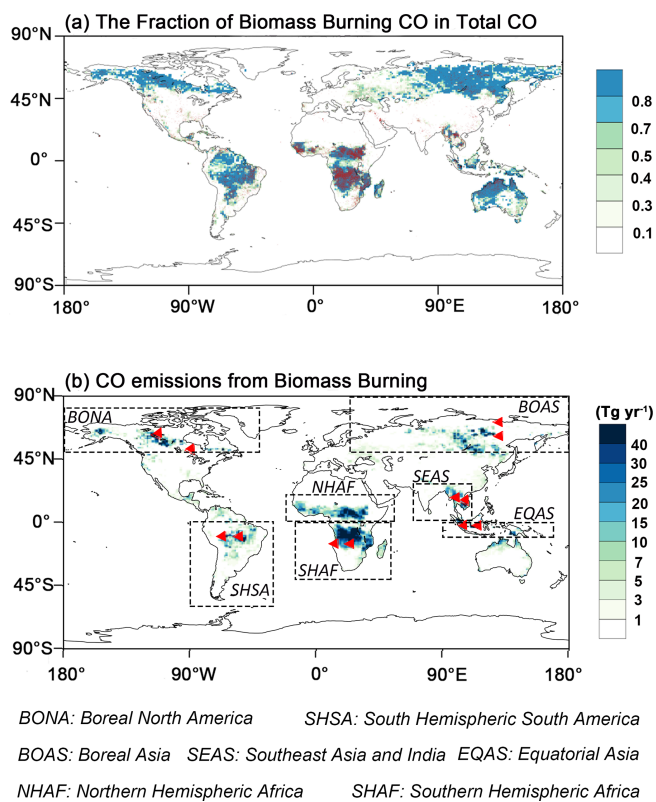 (a) The Fraction of Biomass Burning CO in Total CO
90°N
45°N
0°
45°S
90°S
180°
90°W
0°
90°E
180°
0.8
0.7
0.5
0.4
0.3
0.1
(b) CO emissions from Biomass Burning
90°N
45°N
0°
45°S
90°S
BONA
BOAS
NHAF
SEAS
EQAS
SHAF
SHSA
180°
90°W
0°
90°E
180°
(Tg yr⁻¹)
40
30
25
20
15
10
7
5
3
1
BONA: Boreal North America SHSA: South Hemispheric South America
BOAS: Boreal Asia SEAS: Southeast Asia and India EQAS: Equatorial Asia
NHAF: Northern Hemispheric Africa SHAF: Southern Hemispheric Africa